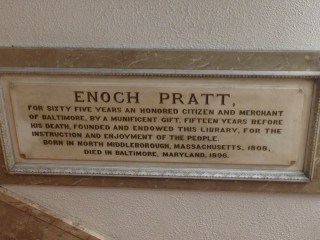 ENOCH PRATT,
FOR SIXTY FIVE YEARS AN HONORED CITIZEN AND MERCHANT
OF BALTIMORE, BY A MUNIFICENT GIFT, FIFTEEN YEARS BEFORE
HIS DEATH, FOUNDED AND ENDOWED THIS LIBRARY, FOR THE
INSTRUCTION AND ENJOYMENT OF THE PEOPLE.
BORN IN NORTH MIDDLEBOROUGH, MASSACHUSETTS, 1808,
DIED IN BALTIMORE, MARYLAND, 1896.